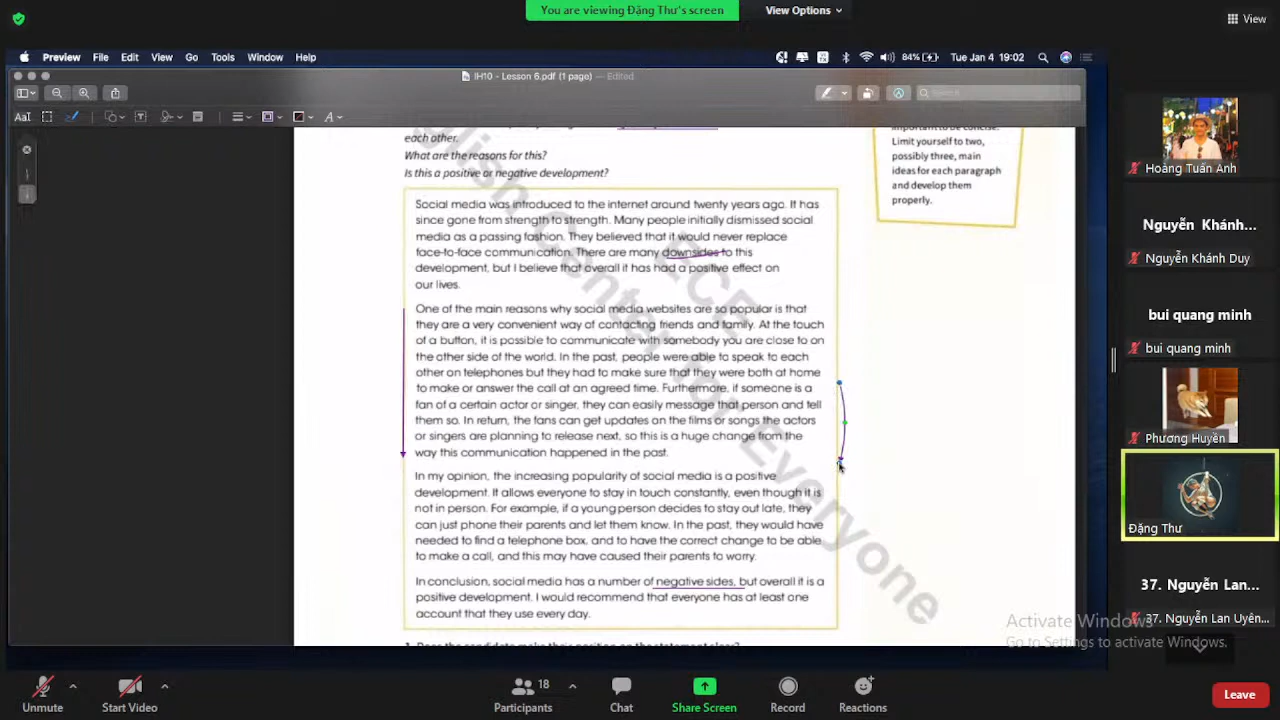 You are viewing Đặng Thư's screen
View Options
View
Preview File Edit View Go Tools Window Help
84%
Tue Jan 4 19:02
IH10 - Lesson 6.pdf (1 page) — Edited
Search
each other.
What are the reasons for this?
Is this a positive or negative development?
important to be concise.
Limit yourself to two,
possibly three, main
ideas for each paragraph
and develop them
properly.
Social media was introduced to the internet around twenty years ago. It has
since gone from strength to strength. Many people initially dismissed social
media as a passing fashion. They believed that it would never replace
face-to-face communication. There are many downsides to this
development, but I believe that overall it has had a positive effect on
our lives.
One of the main reasons why social media websites are so popular is that
they are a very convenient way of contacting friends and family. At the touch
of a button, it is possible to communicate with somebody you are close to on
the other side of the world. In the past, people were able to speak to each
other on telephones but they had to make sure that they were both at home
to make or answer the call at an agreed time. Furthermore, if someone is a
fan of a certain actor or singer, they can easily message that person and tell
them so. In return, the fans can get updates on the films or songs the actors
or singers are planning to release next, so this is a huge change from the
way this communication happened in the past.
In my opinion, the increasing popularity of social media is a positive
development. It allows everyone to stay in touch constantly, even though it is
not in person. For example, if a young person decides to stay out late, they
can just phone their parents and let them know. In the past, they would have
needed to find a telephone box, and to have the correct change to be able
to make a call, and this may have caused their parents to worry.
In conclusion, social media has a number of negative sides, but overall it is a
positive development. I would recommend that everyone has at least one
account that they use every day.
1 Does the candidate make their position on the statement clear?
ECE
English Center for Everyone
Hoàng Tuấn Anh
Nguyễn Khánh...
Nguyễn Khánh Duy
bui quang minh
bui quang minh
Phương Huyền
Đặng Thư
37. Nguyễn Lan...
37. Nguyễn Lan Uyên...
Activate Windows
Go to Settings to activate Windows.
Unmute
Start Video
18
Participants
Chat
Share Screen
Record
Reactions
Leave